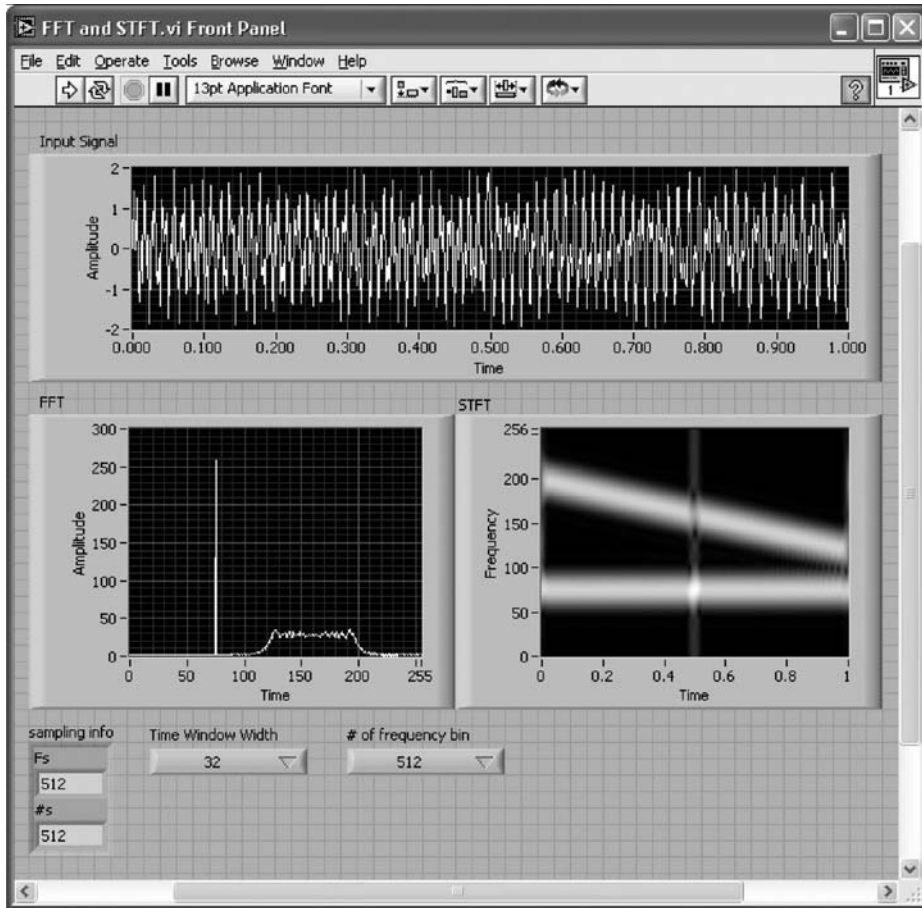 FFT and STFT.vi Front Panel
File Edit Operate Tools Browse Window Help
13pt Application Font
?
1
Input Signal
Amplitude
2
1
0
-1
-2
0.000 0.100 0.200 0.300 0.400 0.500 0.600 0.700 0.800 0.900 1.000
Time
FFT
Amplitude
300
250
200
150
100
50
0
0 50 100 150 200 255
Time
STFT
Frequency
256
200
150
100
50
0
0 0.2 0.4 0.6 0.8 1
Time
sampling info
Fs
512
#s
512
Time Window Width
32
# of frequency bin
512